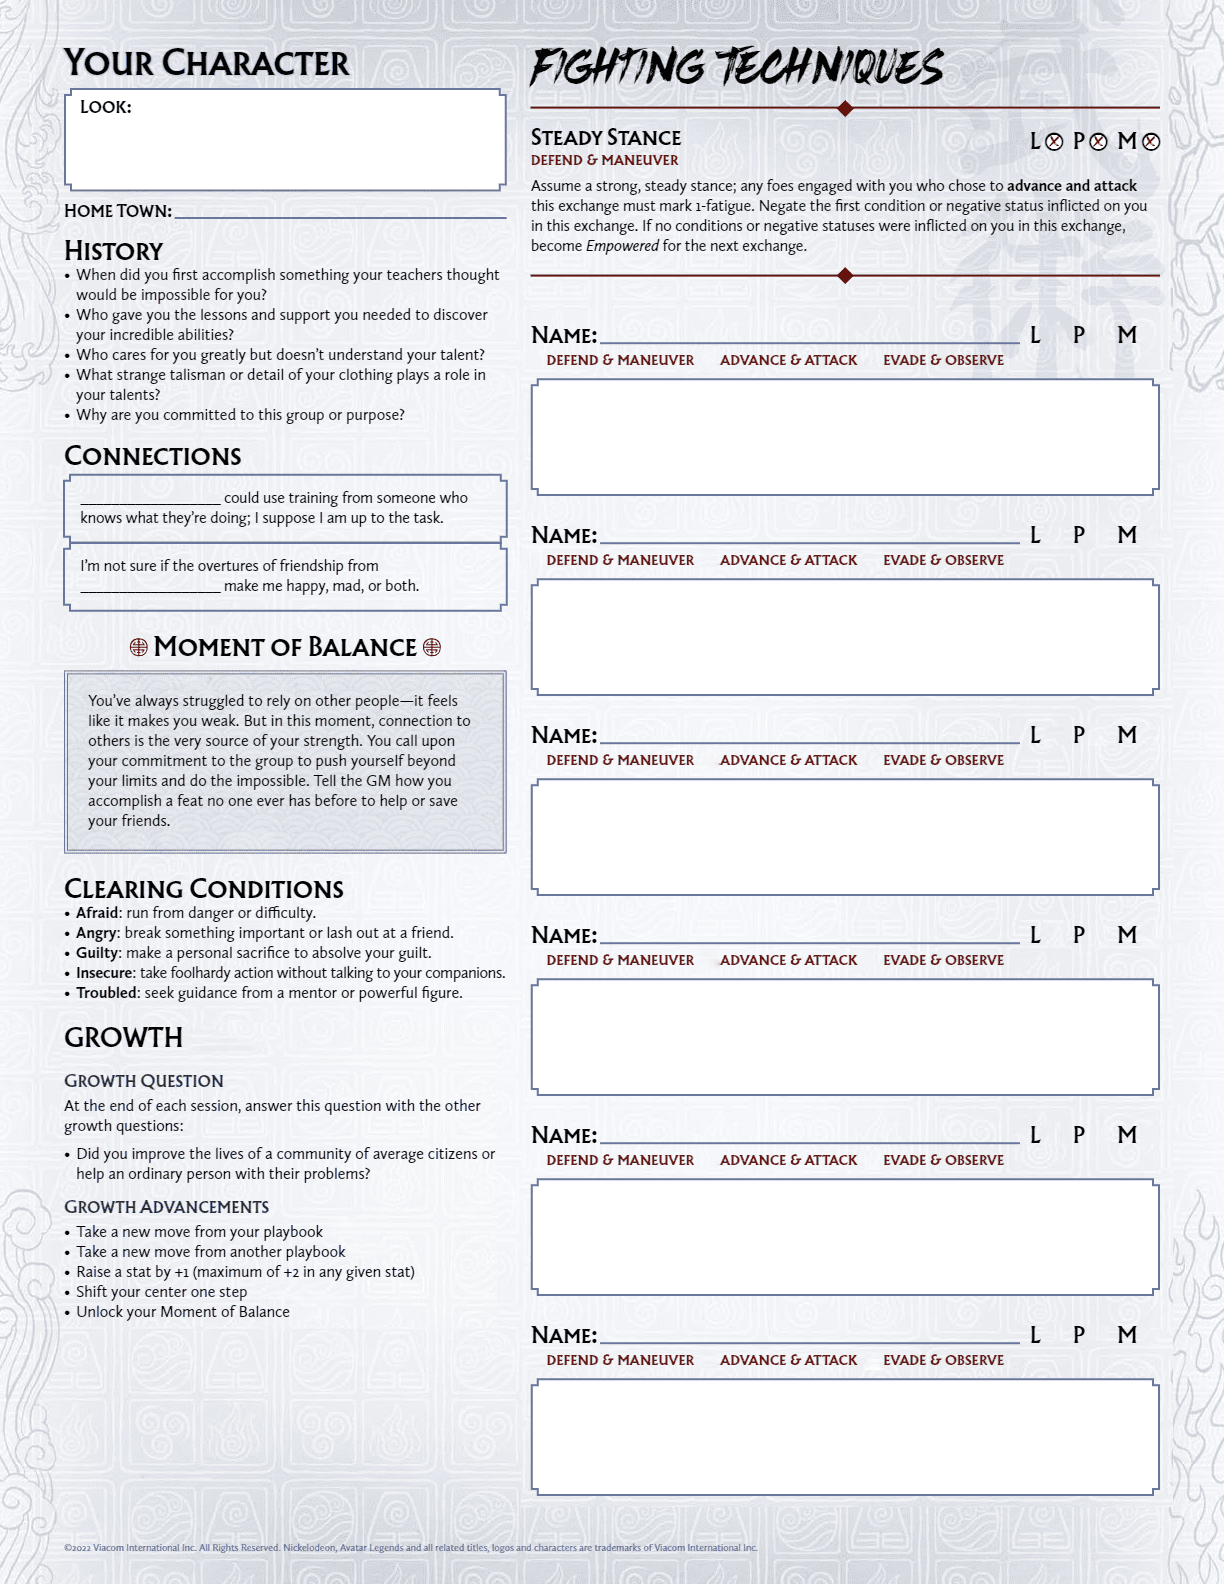 Your Character
Look:
Home Town:
History
• When did you first accomplish something your teachers thought
would be impossible for you?
• Who gave you the lessons and support you needed to discover
your incredible abilities?
• Who cares for you greatly but doesn't understand your talent?
• What strange talisman or detail of your clothing plays a role in
your talents?
• Why are you committed to this group or purpose?
Connections
__________________ could use training from someone who
knows what they're doing; I suppose I am up to the task.
I'm not sure if the overtures of friendship from
__________________ make me happy, mad, or both.
Moment of Balance
You've always struggled to rely on other people—it feels
like it makes you weak. But in this moment, connection to
others is the very source of your strength. You call upon
your commitment to the group to push yourself beyond
your limits and do the impossible. Tell the GM how you
accomplish a feat no one ever has before to help or save
your friends.
Clearing Conditions
• Afraid: run from danger or difficulty.
• Angry: break something important or lash out at a friend.
• Guilty: make a personal sacrifice to absolve your guilt.
• Insecure: take foolhardy action without talking to your companions.
• Troubled: seek guidance from a mentor or powerful figure.
GROWTH
Growth Question
At the end of each session, answer this question with the other
growth questions:
• Did you improve the lives of a community of average citizens or
help an ordinary person with their problems?
Growth Advancements
• Take a new move from your playbook
• Take a new move from another playbook
• Raise a stat by +1 (maximum of +2 in any given stat)
• Shift your center one step
• Unlock your Moment of Balance
FIGHTING TECHNIQUES
Steady Stance L P M
DEFEND & MANEUVER
Assume a strong, steady stance; any foes engaged with you who chose to advance and attack
this exchange must mark 1-fatigue. Negate the first condition or negative status inflicted on you
in this exchange. If no conditions or negative statuses were inflicted on you in this exchange,
become Empowered for the next exchange.
Name: L P M
DEFEND & MANEUVER ADVANCE & ATTACK EVADE & OBSERVE
Name: L P M
DEFEND & MANEUVER ADVANCE & ATTACK EVADE & OBSERVE
Name: L P M
DEFEND & MANEUVER ADVANCE & ATTACK EVADE & OBSERVE
Name: L P M
DEFEND & MANEUVER ADVANCE & ATTACK EVADE & OBSERVE
Name: L P M
DEFEND & MANEUVER ADVANCE & ATTACK EVADE & OBSERVE
Name: L P M
DEFEND & MANEUVER ADVANCE & ATTACK EVADE & OBSERVE
©2022 Viacom International Inc. All Rights Reserved. Nickelodeon, Avatar Legends and all related titles, logos and characters are trademarks of Viacom International Inc.